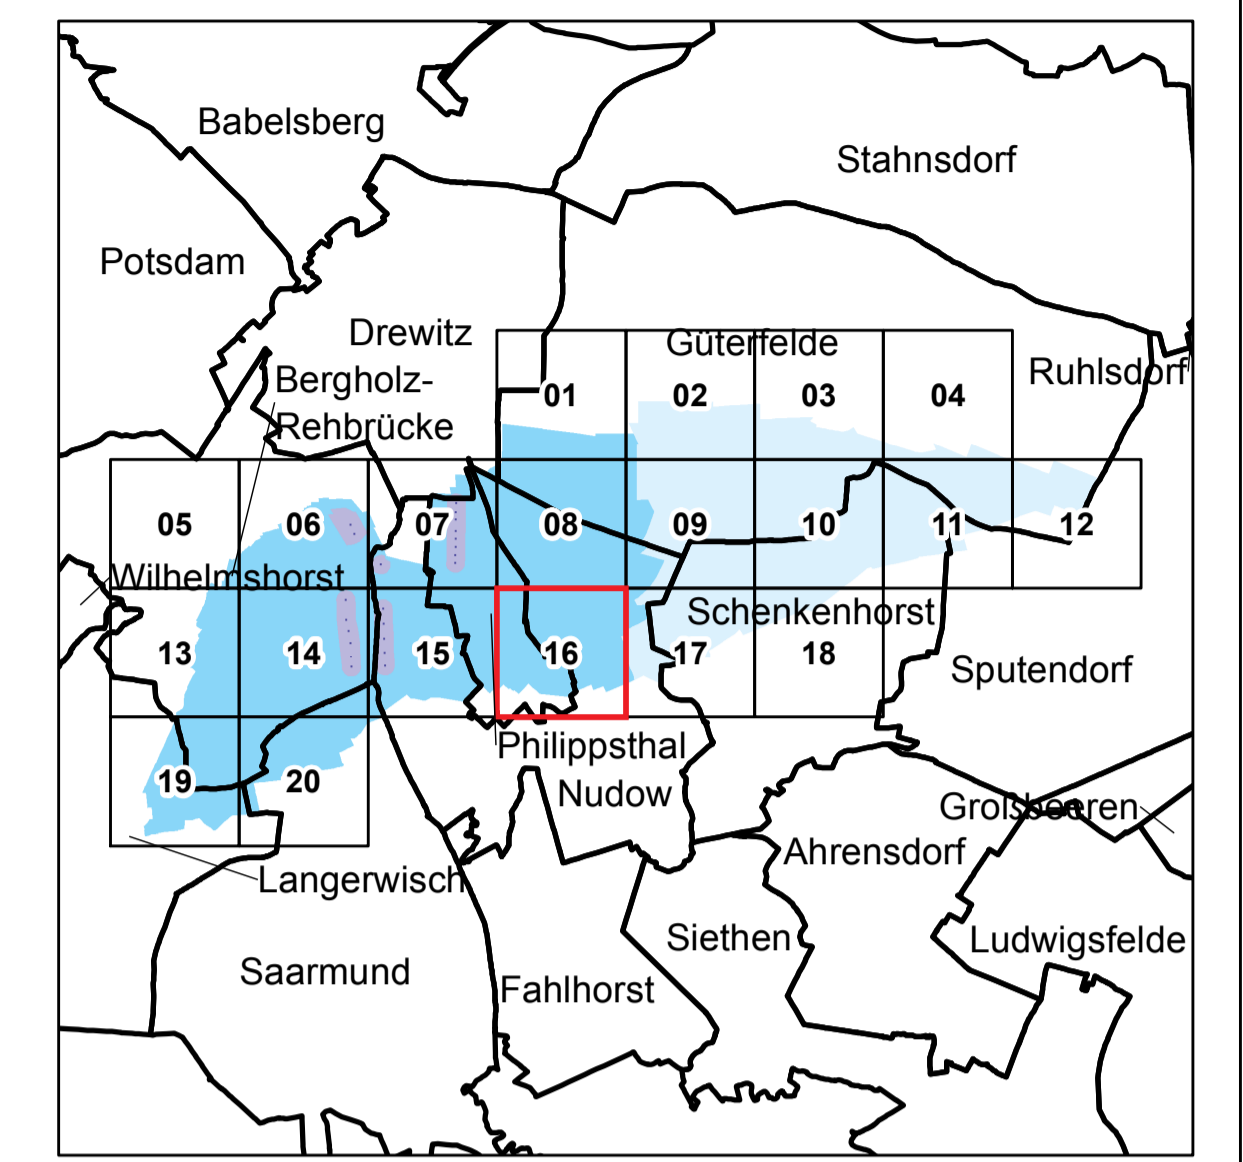 Babelsberg
Stahnsdorf
Potsdam
Drewitz
Güterfelde
Ruhlsdorf
Bergholz-
Rehbrücke
01
02
03
04
05
06
07
08
09
10
11
12
Wilhelmshorst
Schenkenhorst
13
14
15
16
17
18
Sputendorf
Philippsthal
19
20
Nudow
Großbeeren
Ahrensdorf
Langerwisch
Siethen
Ludwigsfelde
Saarmund
Fahlhorst